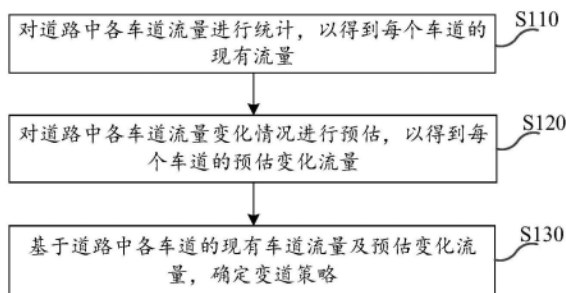 S110
对道路中各车道流量进行统计，以得到每个车道的
现有流量
S120
对道路中各车道流量变化情况进行预估，以得到每
个车道的预估变化流量
S130
基于道路中各车道的现有车道流量及预估变化流
量，确定变道策略